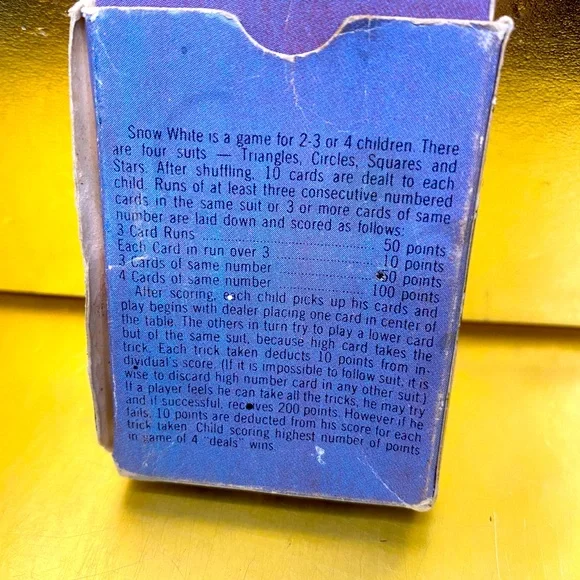 Snow White is a game for 2-3 or 4 children. There
are four suits — Triangles, Circles, Squares and
Stars. After shuffling, 10 cards are dealt to each
child. Runs of at least three consecutive numbered
cards in the same suit or 3 or more cards of same
number are laid down and scored as follows:
3 Card Runs 50 points
Each Card in run over 3 10 points
3 Cards of same number 50 points
4 Cards of same number 100 points
After scoring, each child picks up his cards and
play begins with dealer placing one card in center of
the table. The others in turn try to play a lower card
but of the same suit, because high card takes the
trick. Each trick taken deducts 10 points from in-
dividual's score. (If it is impossible to follow suit, it is
wise to discard high number card in any other suit.)
If a player feels he can take all the tricks, he may try
and if successful, receives 200 points. However if he
fails, 10 points are deducted from his score for each
trick taken. Child scoring highest number of points
in game of 4 "deals" wins.